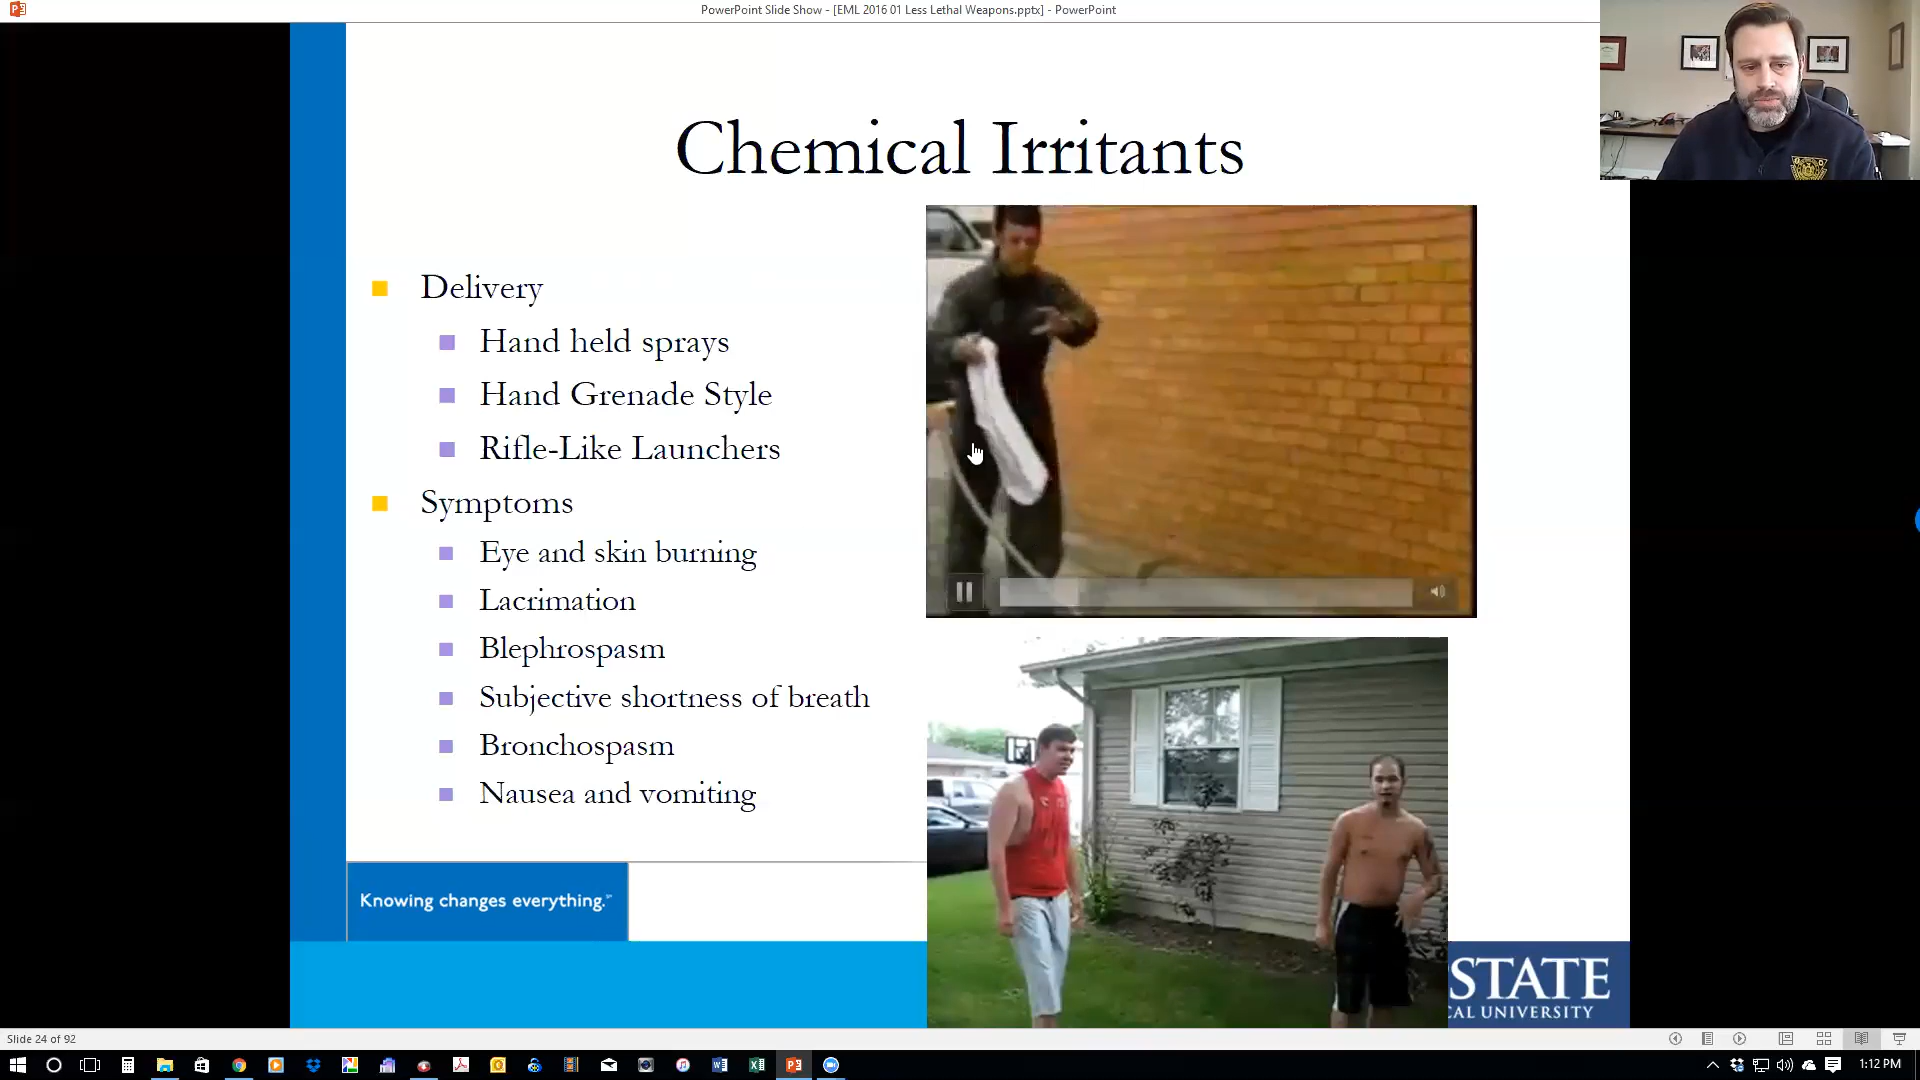 PowerPoint Slide Show - [EML 2016 01 Less Lethal Weapons.pptx] - PowerPoint
Chemical Irritants
Delivery
Hand held sprays
Hand Grenade Style
Rifle-Like Launchers
Symptoms
Eye and skin burning
Lacrimation
Blephrospasm
Subjective shortness of breath
Bronchospasm
Nausea and vomiting
Knowing changes everything.
STATE
CAL UNIVERSITY
Slide 24 of 92
1:12 PM